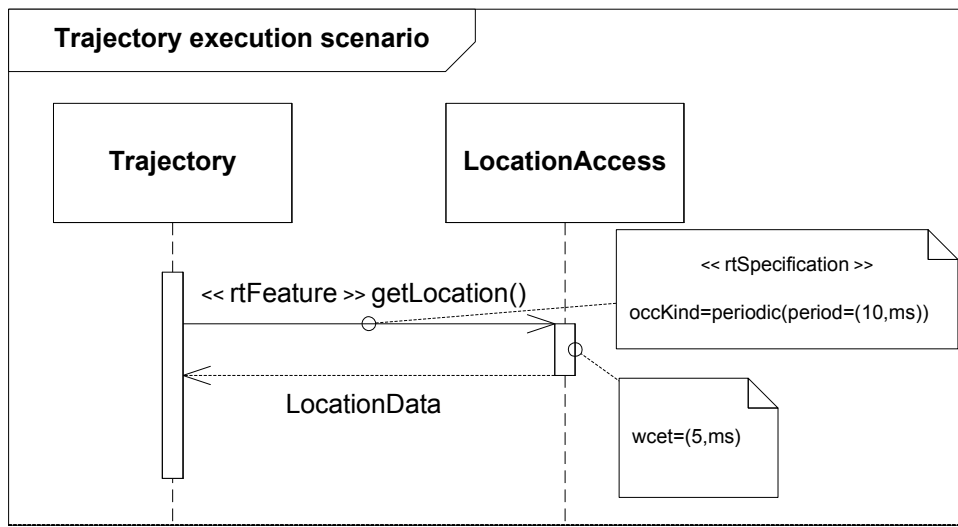 Trajectory execution scenario
Trajectory
LocationAccess
<< rtSpecification >>
occKind=periodic(period=(10,ms))
<< rtFeature >> getLocation()
LocationData
wcet=(5,ms)